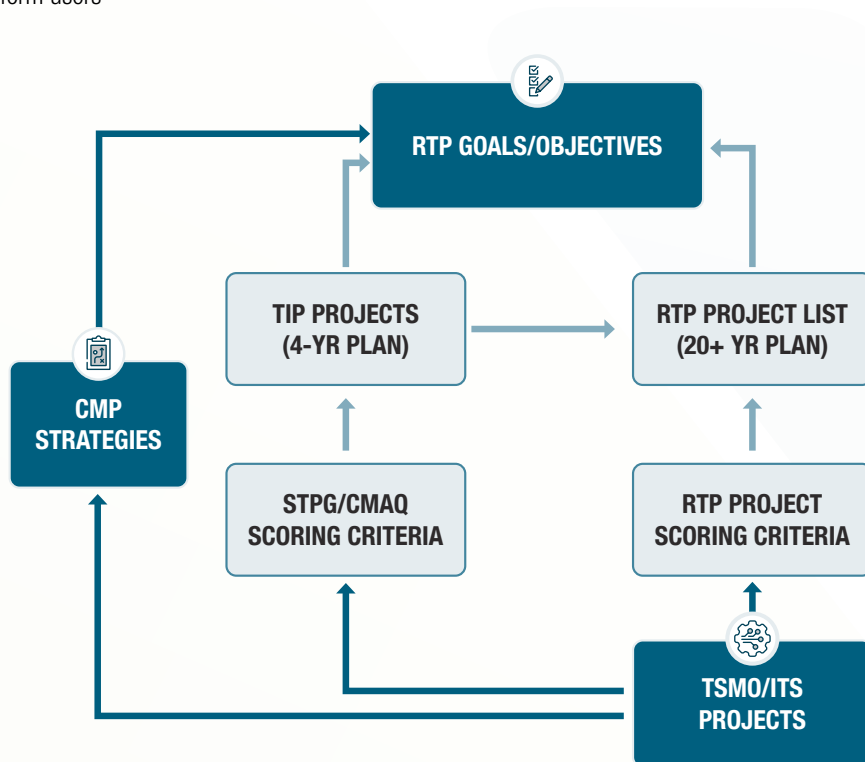 RTP GOALS/OBJECTIVES
TIP PROJECTS
(4-YR PLAN)
RTP PROJECT LIST
(20+ YR PLAN)
CMP
STRATEGIES
STPG/CMAQ
SCORING CRITERIA
RTP PROJECT
SCORING CRITERIA
TSMO/ITS
PROJECTS